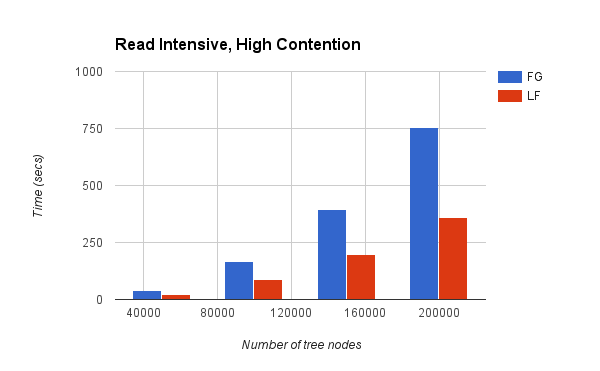 Read Intensive, High Contention
1000
750
500
250
0
Time (secs)
40000
80000
120000
160000
200000
Number of tree nodes
FG
LF